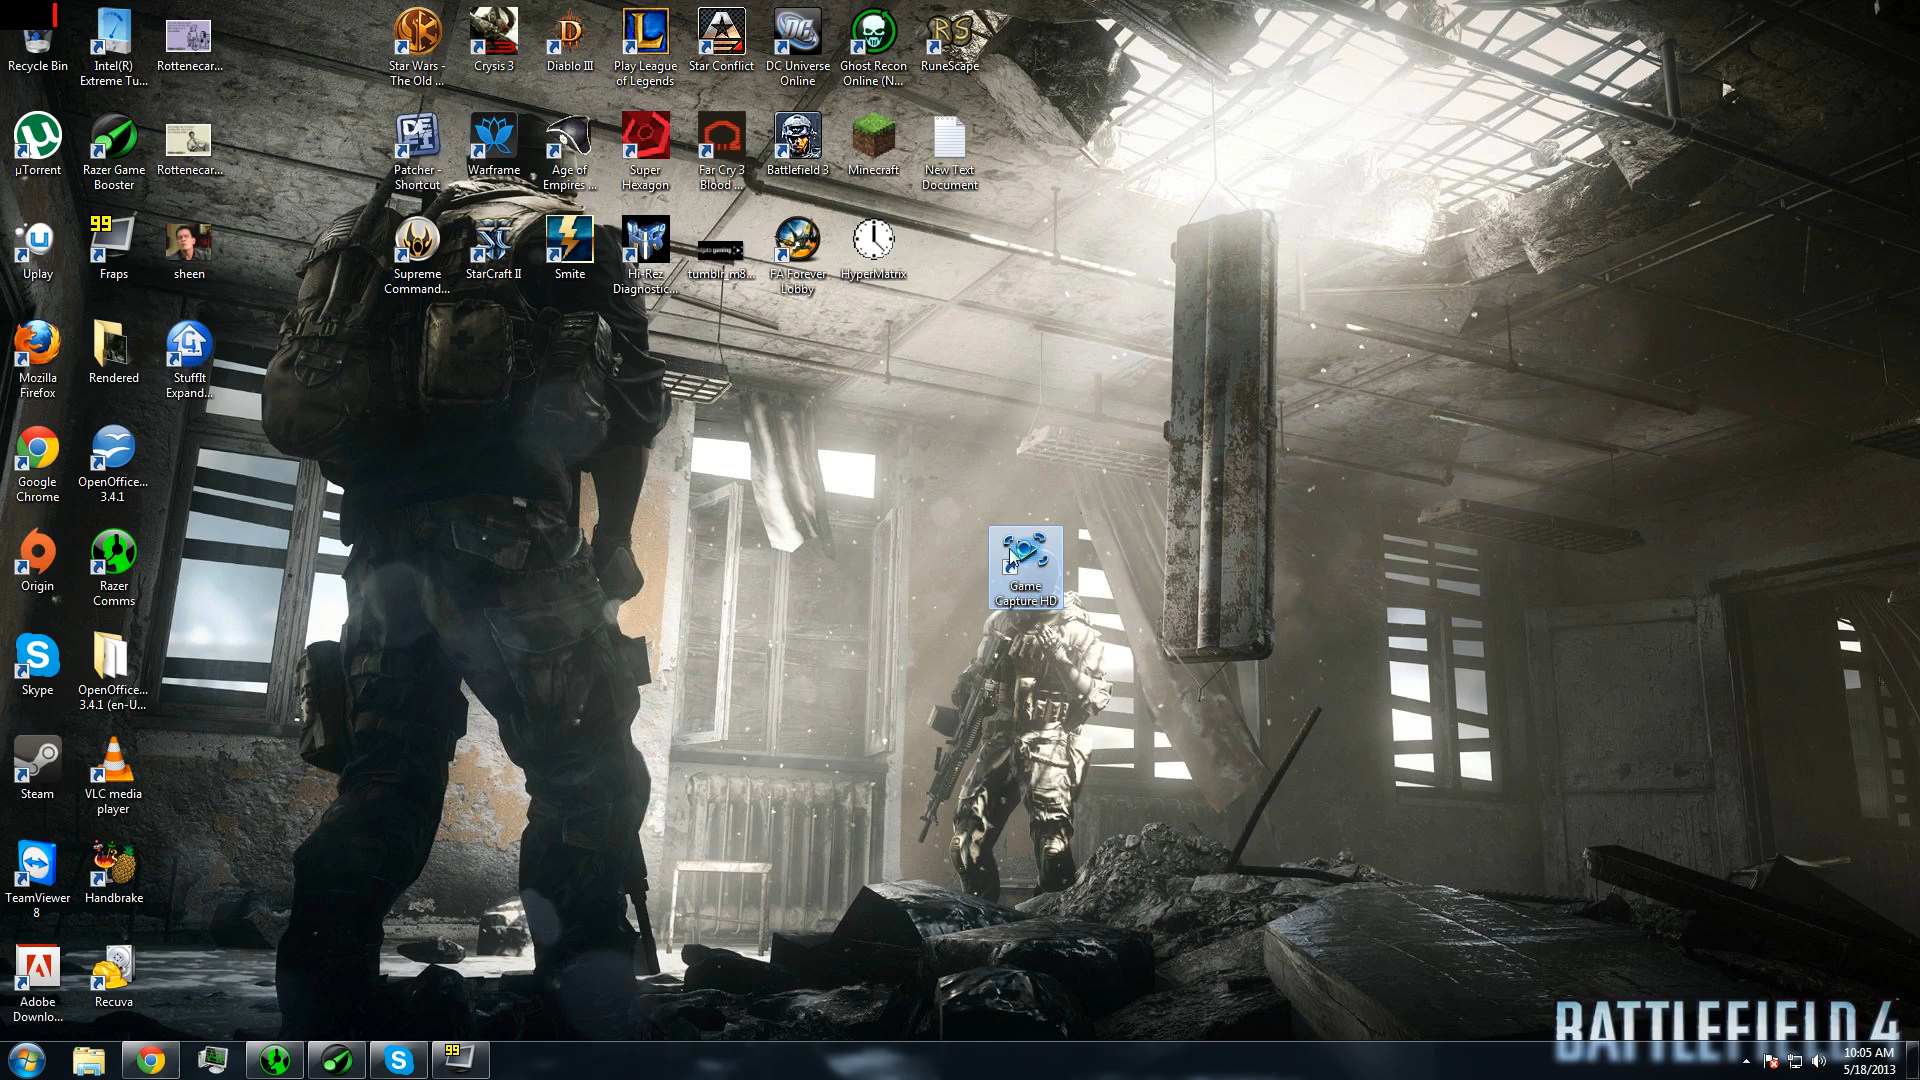 Recycle Bin
Intel(R)
Extreme Tu...
Rottenecar...
Star Wars -
The Old ...
Crysis 3
Diablo III
Play League
of Legends
Star Conflict
DC Universe
Online
Ghost Recon
Online (N...
RS
RuneScape
µTorrent
Razer Game
Booster
Rottenecar...
Patcher -
Shortcut
Warframe
Age of
Empires ...
Super
Hexagon
Far Cry 3
Blood ...
Battlefield 3
Minecraft
New Text
Document
Uplay
99
Fraps
sheen
Supreme
Command...
StarCraft II
Smite
Hi-Rez
Diagnostic...
tumblr_m8...
FA Forever
Lobby
HyperMatrix
Mozilla
Firefox
Rendered
StuffIt
Expand...
Google
Chrome
OpenOffice...
3.4.1
Origin
Razer
Comms
Game
Capture HD
Skype
OpenOffice...
3.4.1 (en-U...
Steam
VLC media
player
TeamViewer
8
Handbrake
Adobe
Downlo...
Recuva
BATTLEFIELD 4
99
10:05 AM
5/18/2013